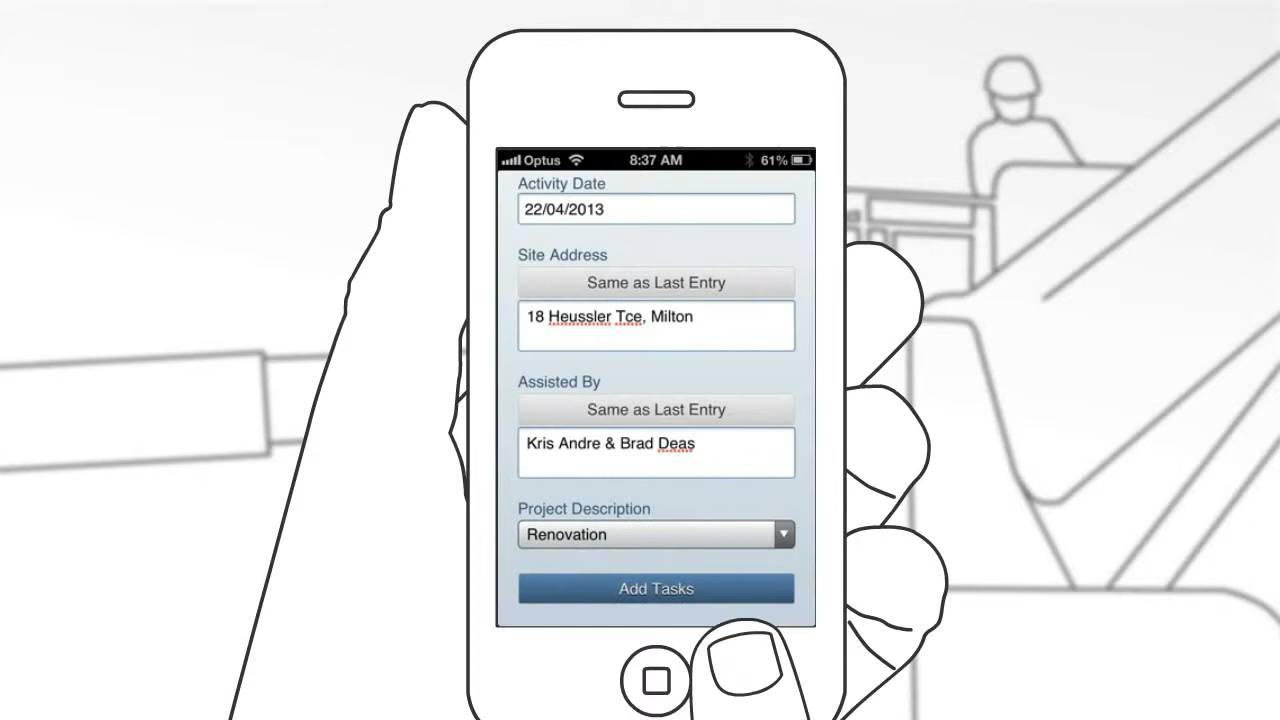 Optus 8:37 AM 61%
Activity Date
22/04/2013
Site Address
Same as Last Entry
18 Heussler Tce, Milton
Assisted By
Same as Last Entry
Kris Andre & Brad Deas
Project Description
Renovation
Add Tasks